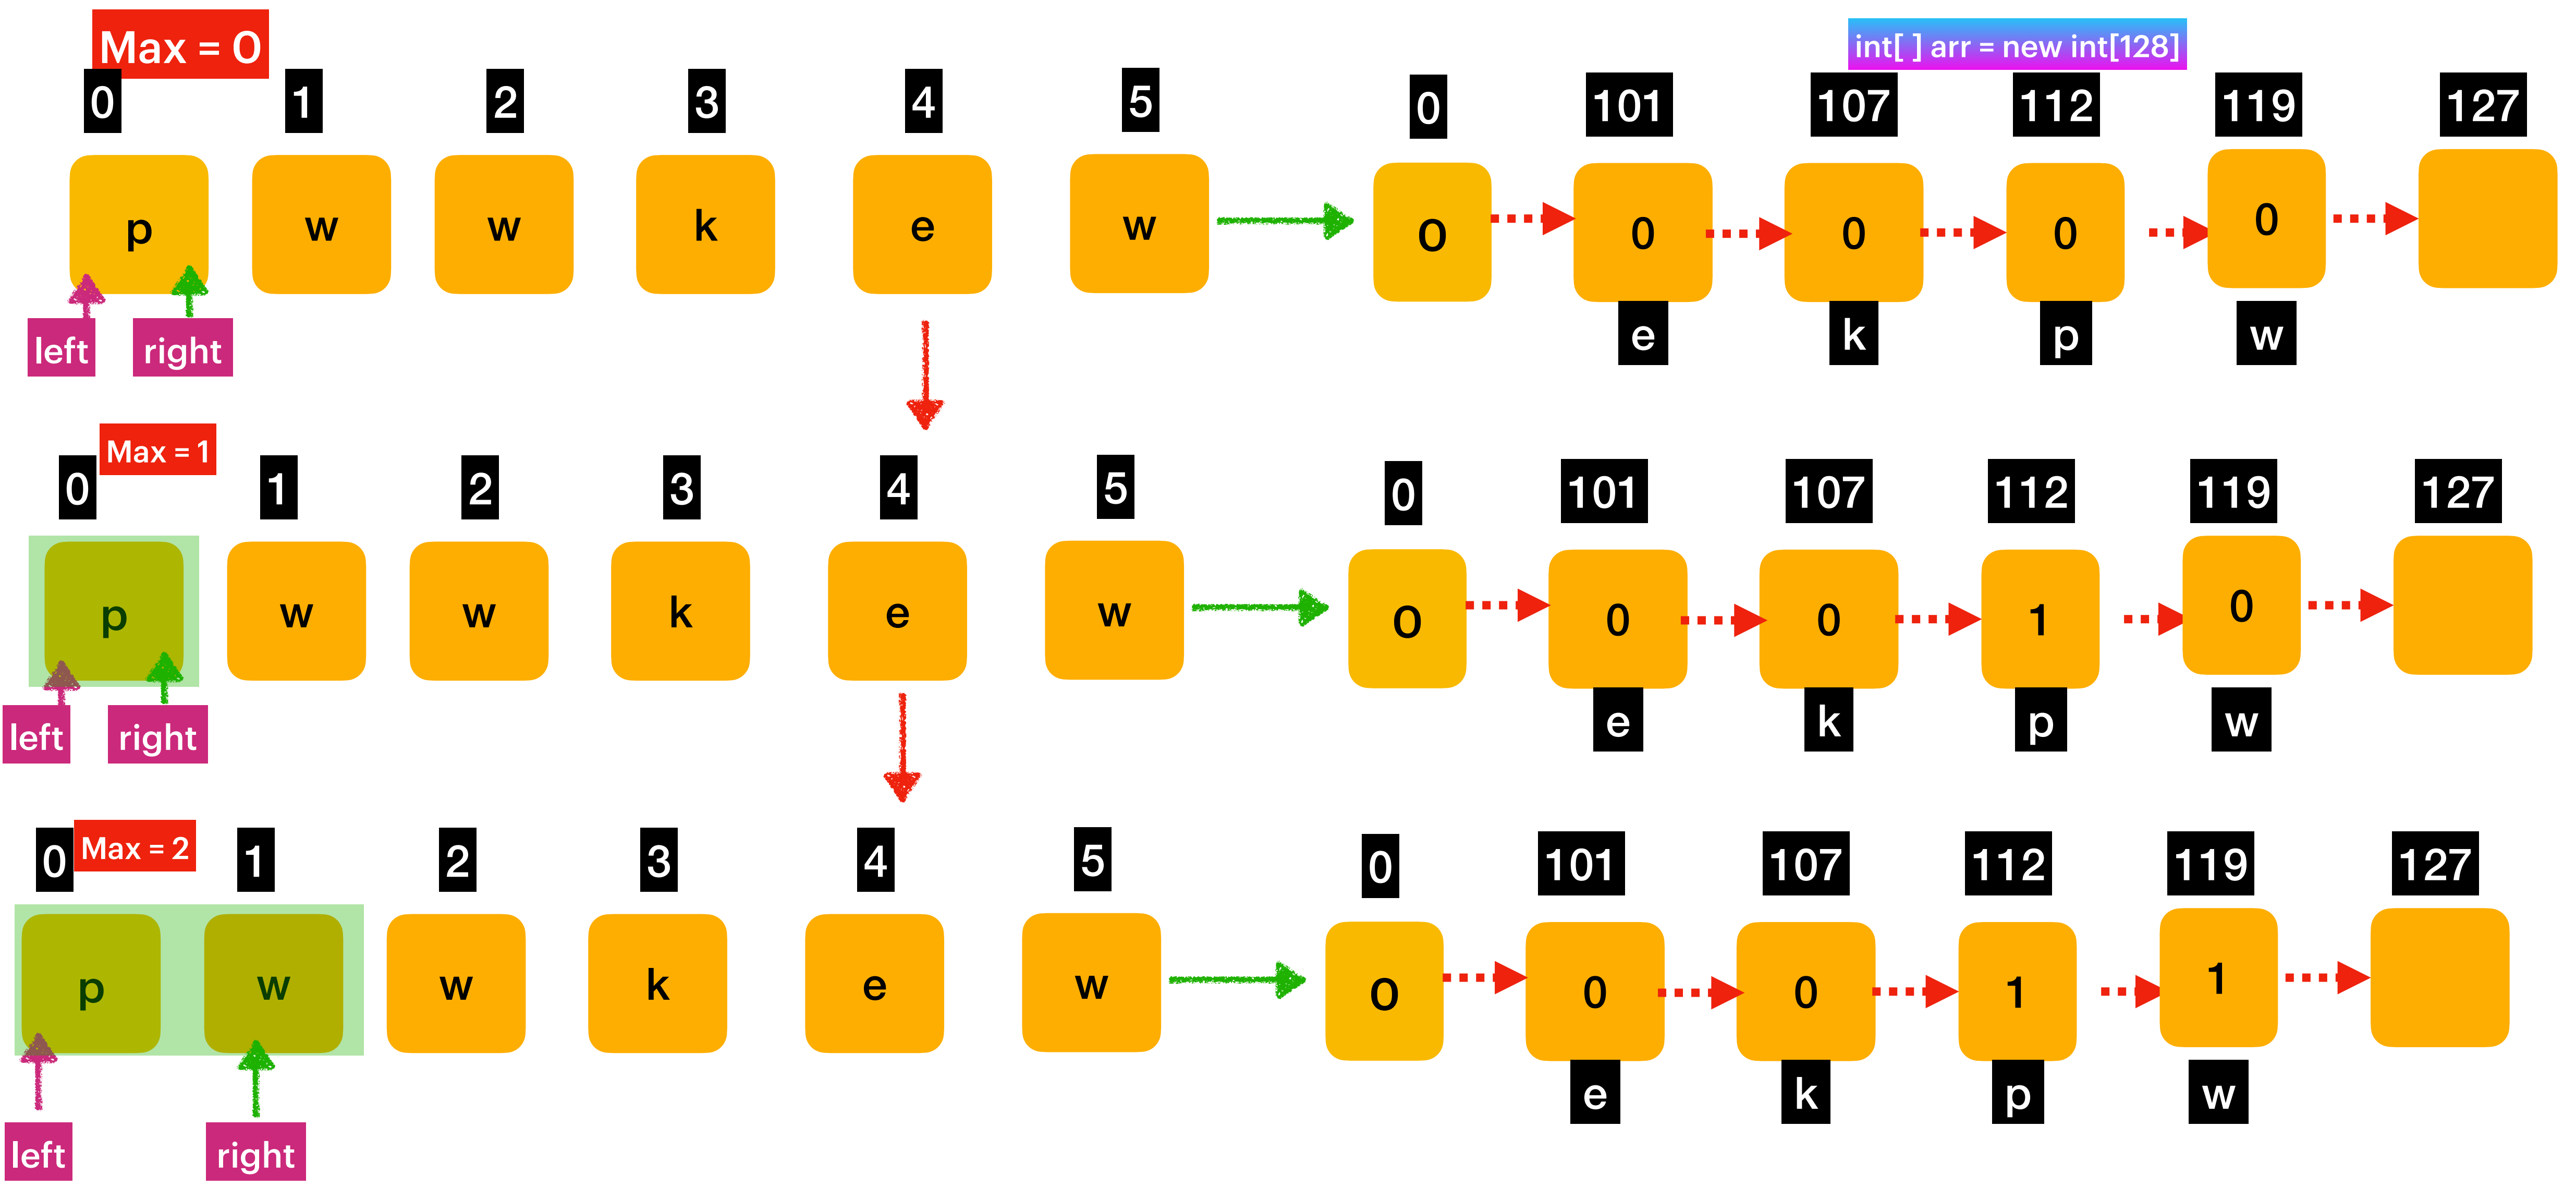 Max = 0
int[ ] arr = new int[128]
0 1 2 3 4 5 0 101 107 112 119 127
p w w k e w 0 0 0 0 0
left right e k p w
Max = 1
0 1 2 3 4 5 0 101 107 112 119 127
p w w k e w 0 0 0 1 0
left right e k p w
Max = 2
0 1 2 3 4 5 0 101 107 112 119 127
p w w k e w 0 0 0 1 1
e k p w
left right